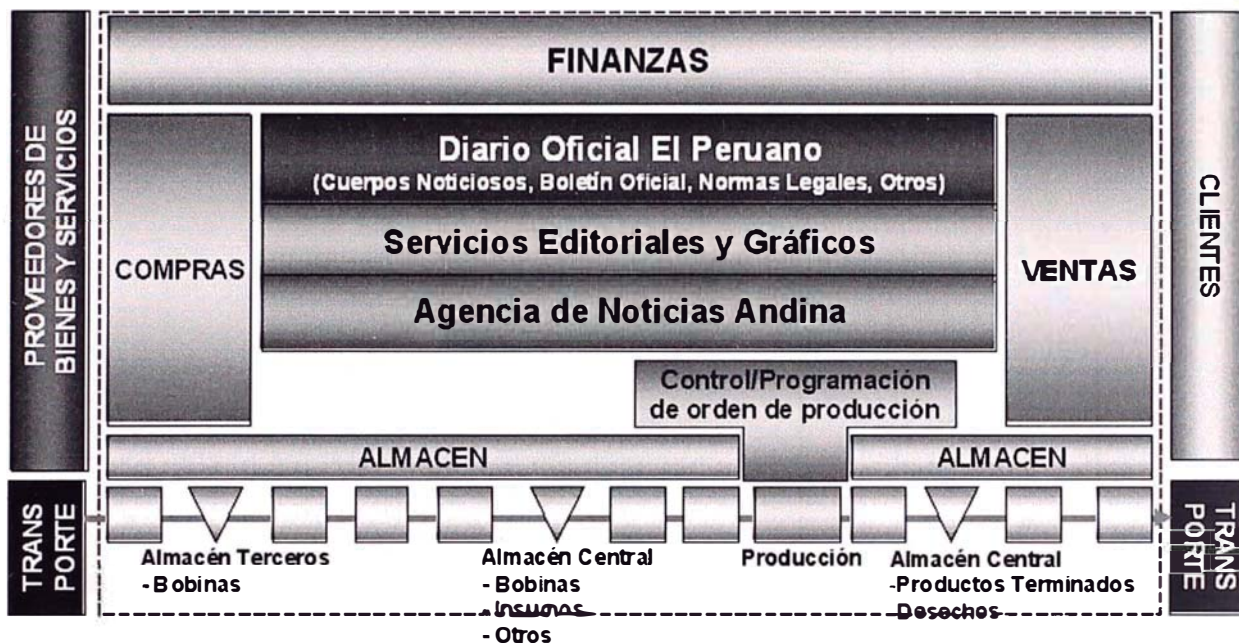 PROVEEDORES DE
BIENES Y SERVICIOS
FINANZAS
COMPRAS
Diario Oficial El Peruano
(Cuerpos Noticiosos, Boletín Oficial, Normas Legales, Otros)
Servicios Editoriales y Gráficos
Agencia de Noticias Andina
VENTAS
CLIENTES
Control/Programación
de orden de producción
ALMACEN
ALMACEN
TRANS
PORTE
Almacén Terceros
- Bobinas
Almacén Central
- Bobinas
- Insumos
- Otros
Producción
Almacén Central
-Productos Terminados
Desechos
TRANS
PORTE